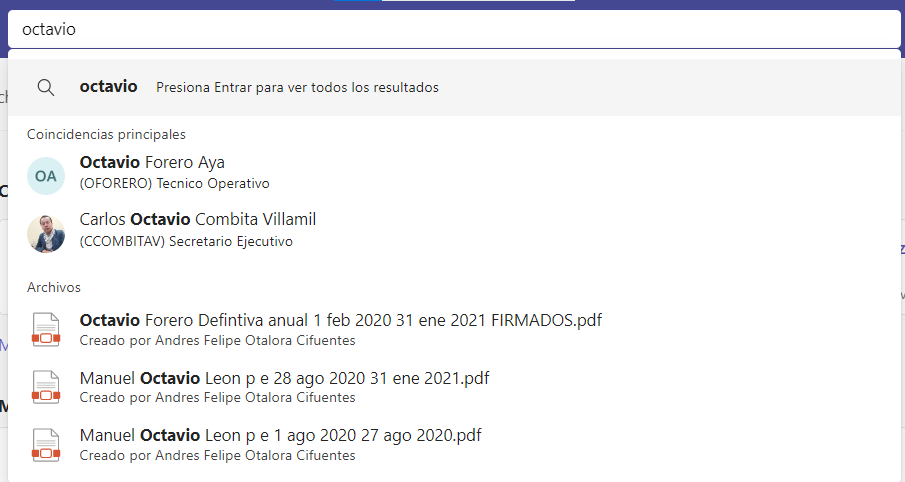 octavio
octavio Presiona Entrar para ver todos los resultados
Coincidencias principales
OA
Octavio Forero Aya
(OFORERO) Tecnico Operativo
Carlos Octavio Combita Villamil
(CCOMBITAV) Secretario Ejecutivo
Archivos
Octavio Forero Defintiva anual 1 feb 2020 31 ene 2021 FIRMADOS.pdf
Creado por Andres Felipe Otalora Cifuentes
Manuel Octavio Leon p e 28 ago 2020 31 ene 2021.pdf
Creado por Andres Felipe Otalora Cifuentes
Manuel Octavio Leon p e 1 ago 2020 27 ago 2020.pdf
Creado por Andres Felipe Otalora Cifuentes